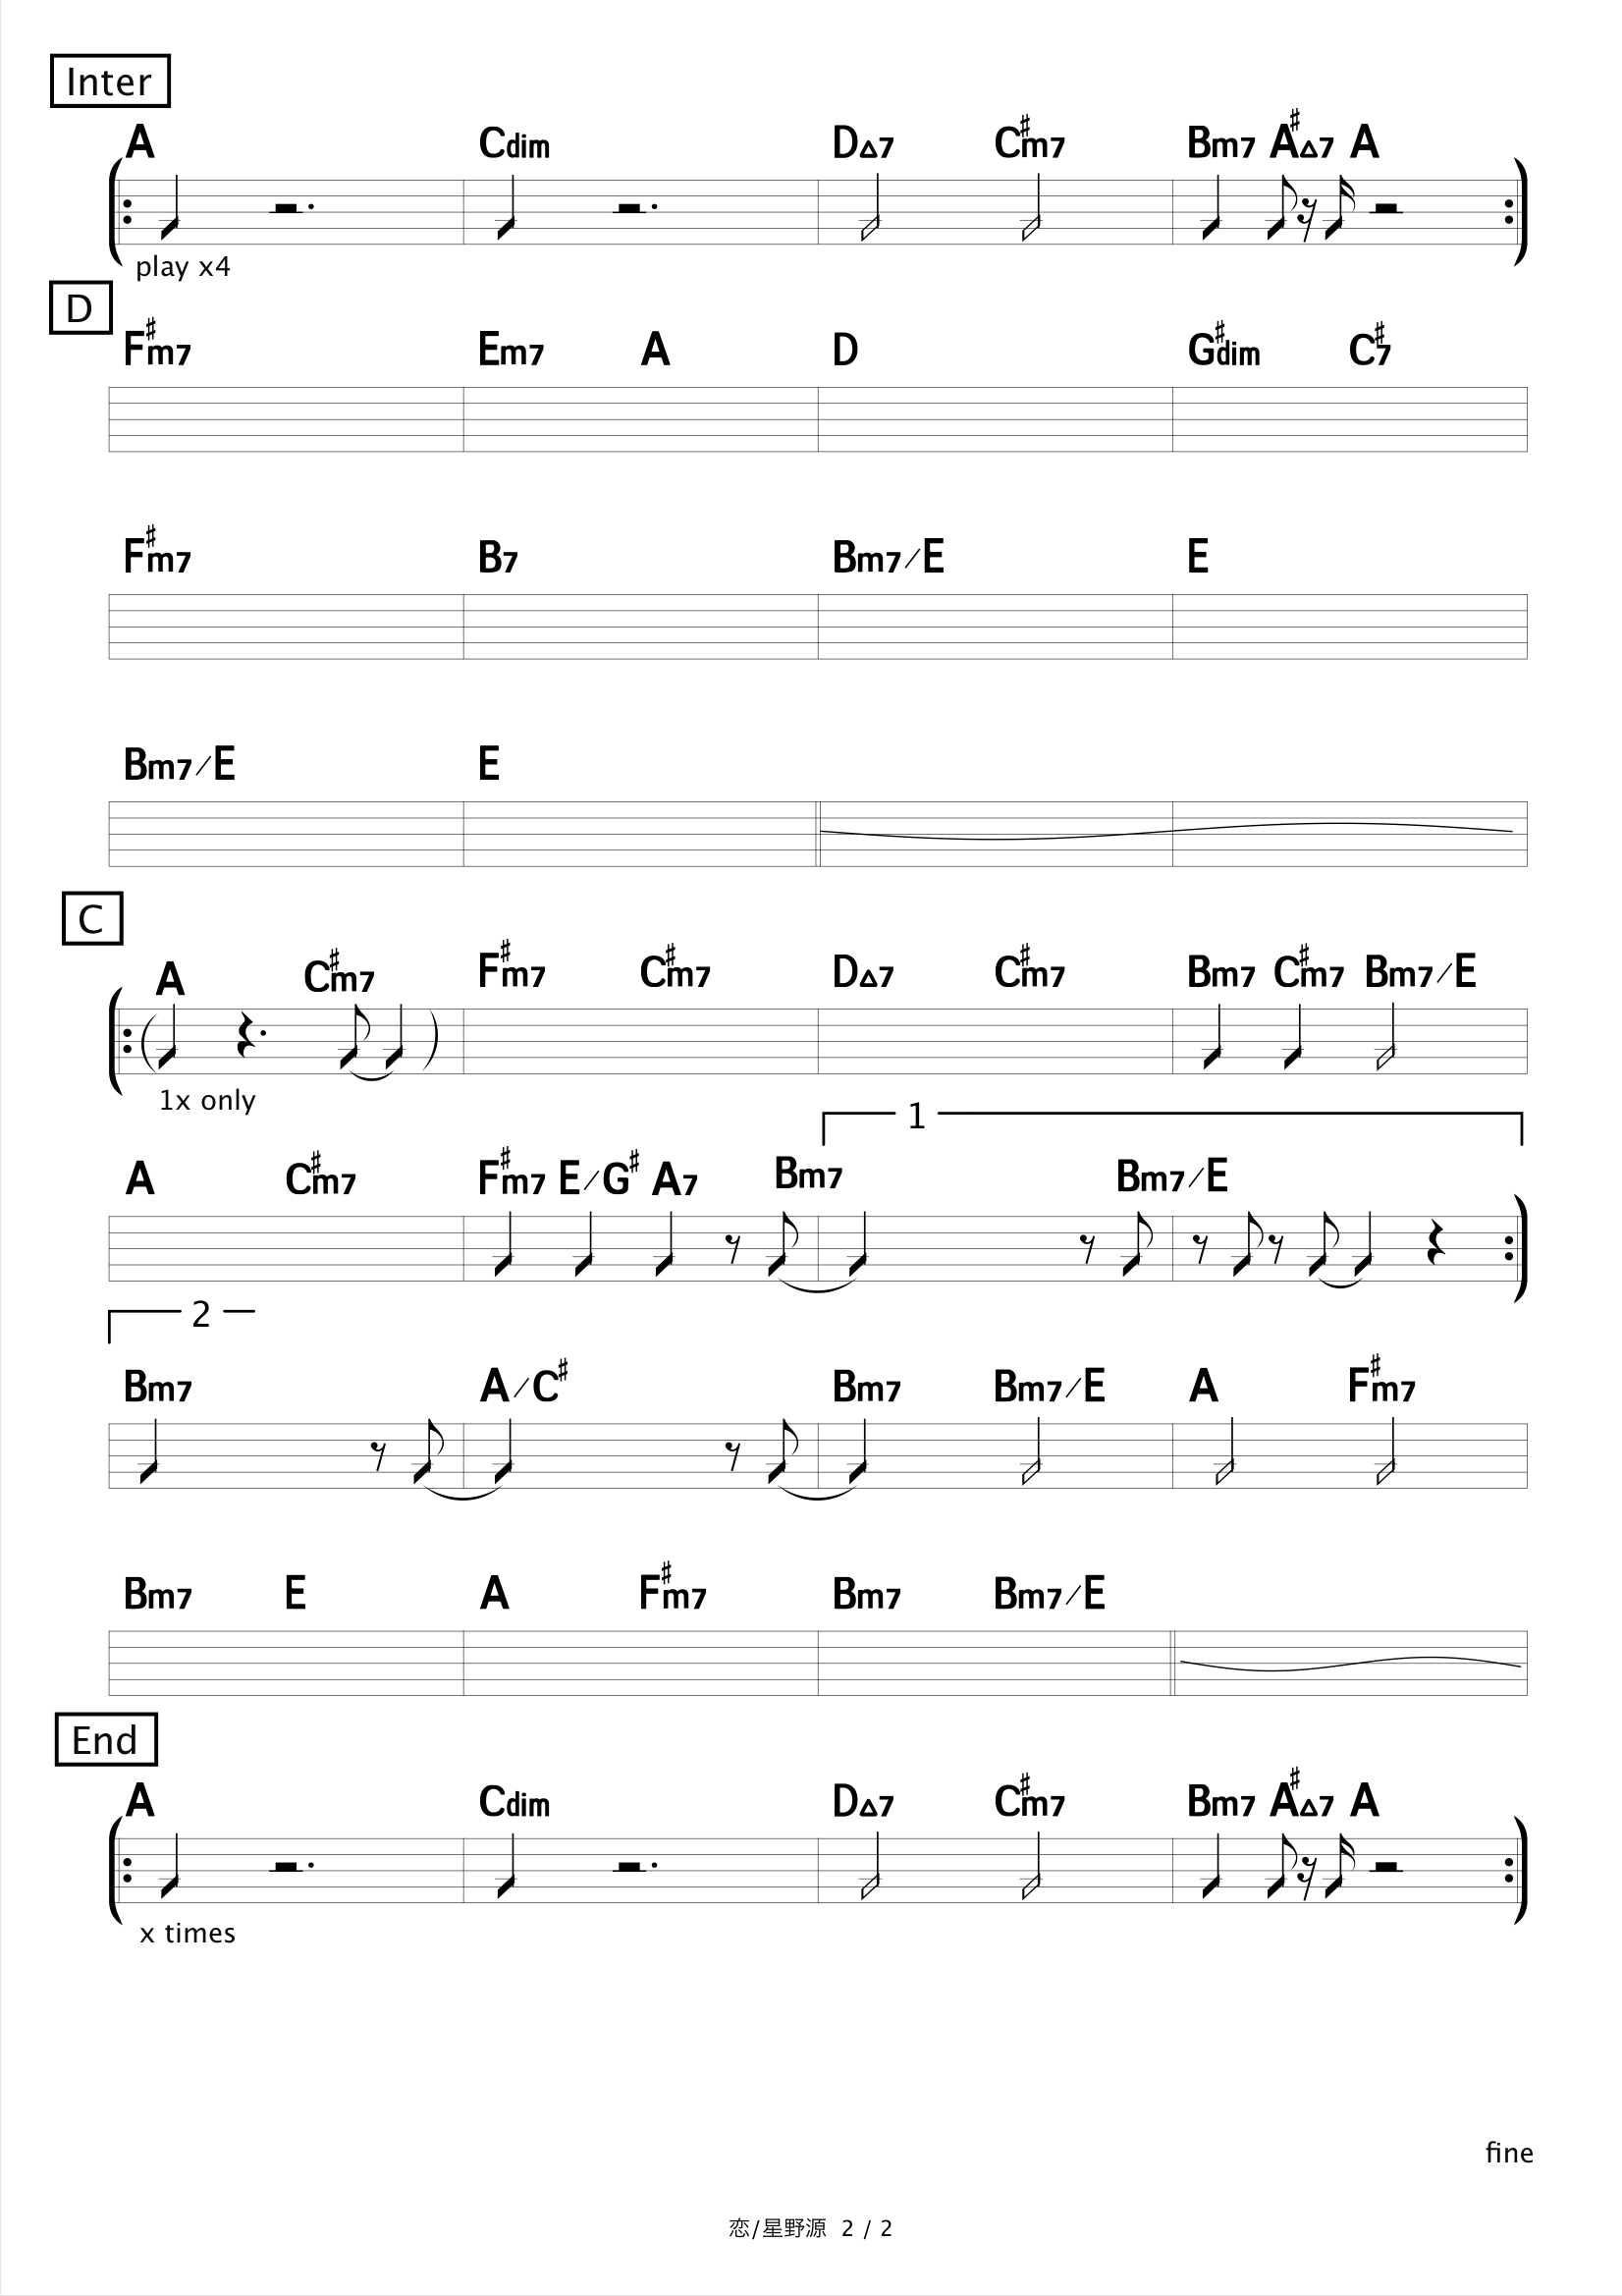 Inter
A Cdim D△7 C♯m7 Bm7 A♯△7 A
play x4
D
F♯m7 Em7 A D G♯dim C♯7
F♯m7 B7 Bm7/E E
Bm7/E E
C
A C♯m7 F♯m7 C♯m7 D△7 C♯m7 Bm7 C♯m7 Bm7/E
1x only
1
A C♯m7 F♯m7 E/G♯ A7 Bm7 Bm7/E
2
Bm7 A/C♯ Bm7 Bm7/E A F♯m7
Bm7 E A F♯m7 Bm7 Bm7/E
End
A Cdim D△7 C♯m7 Bm7 A♯△7 A
x times
fine
恋/星野源 2 / 2